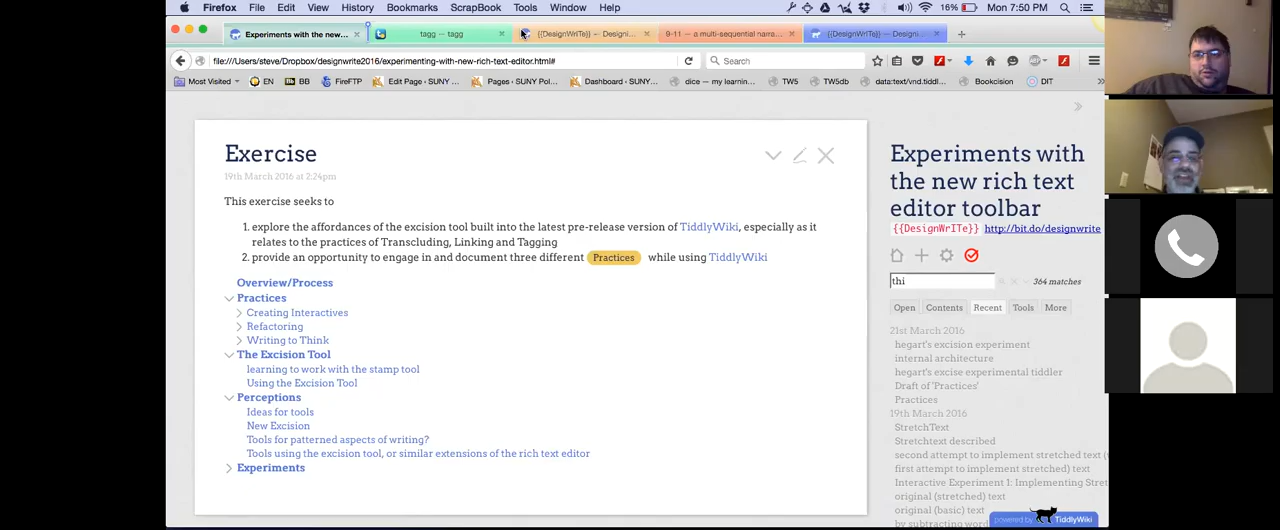 Firefox File Edit View History Bookmarks ScrapBook Tools Window Help 16% Mon 7:50 PM
Experiments with the new... tagg — tagg {{DesignWriTe}} — Designi... 9-11 — a multi-sequential narra... {{DesignWriTe}} — Designi...
file:///Users/steve/Dropbox/designwrite2016/experimenting-with-new-rich-text-editor.html# Search
Most Visited EN BB FireFTP Edit Page ‹ SUNY ... Pages ‹ SUNY Pol... Dashboard ‹ SUNY ... dice — my learnin... TW5 TW5db data:text/vnd.tiddl... Bookcision DIT
Exercise
19th March 2016 at 2:24pm
This exercise seeks to
1. explore the affordances of the excision tool built into the latest pre-release version of TiddlyWiki, especially as it
relates to the practices of Transcluding, Linking and Tagging
2. provide an opportunity to engage in and document three different Practices while using TiddlyWiki
Overview/Process
Practices
Creating Interactives
Refactoring
Writing to Think
The Excision Tool
learning to work with the stamp tool
Using the Excision Tool
Perceptions
Ideas for tools
New Excision
Tools for patterned aspects of writing?
Tools using the excision tool, or similar extensions of the rich text editor
Experiments
Experiments with
the new rich text
editor toolbar
{{DesignWrITe}} http://bit.do/designwrite
thi 364 matches
Open Contents Recent Tools More
21st March 2016
hegart's excision experiment
internal architecture
hegart's excise experimental tiddler
Draft of 'Practices'
Practices
19th March 2016
StretchText
Stretchtext described
second attempt to implement stretched text (
first attempt to implement stretched) text
Interactive Experiment 1: Implementing Stret
original (stretched) text
original (basic) text
by subtracting word
powered by TiddlyWiki